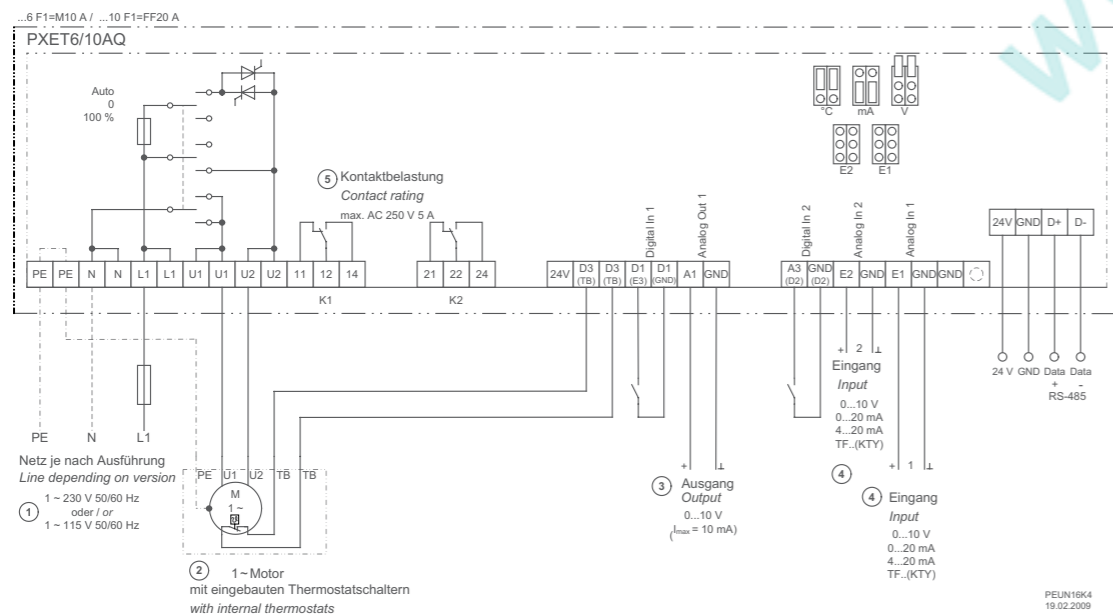 ...6 F1=M10 A / ...10 F1=FF20 A
PXET6/10AQ
Auto
0
100 %
°C mA V
E2 E1
5 Kontaktbelastung
Contact rating
max. AC 250 V 5 A
Digital In 1
Analog Out 1
Digital In 2
Analog In 2
Analog In 1
24V GND D+ D-
PE PE N N L1 L1 U1 U1 U2 U2 11 12 14
21 22 24
24V D3 (TB) D3 (TB) D1 (E3) D1 (GND) A1 GND
A3 (D2) GND (D2) E2 GND E1 GND GND
K1
K2
+ 2 ⊥
Eingang
Input
0...10 V
0...20 mA
4...20 mA
TF..(KTY)
4
24 V GND Data + Data -
RS-485
PE N L1
Netz je nach Ausführung
Line depending on version
1
1 ~ 230 V 50/60 Hz
oder / or
1 ~ 115 V 50/60 Hz
PE U1 U2 TB TB
M
1 ~
2 1~ Motor
mit eingebauten Thermostatschaltern
with internal thermostats
+ ⊥
3 Ausgang
Output
0...10 V
(Imax = 10 mA)
+ 1 ⊥
4 Eingang
Input
0...10 V
0...20 mA
4...20 mA
TF..(KTY)
PEUN16K4
19.02.2009